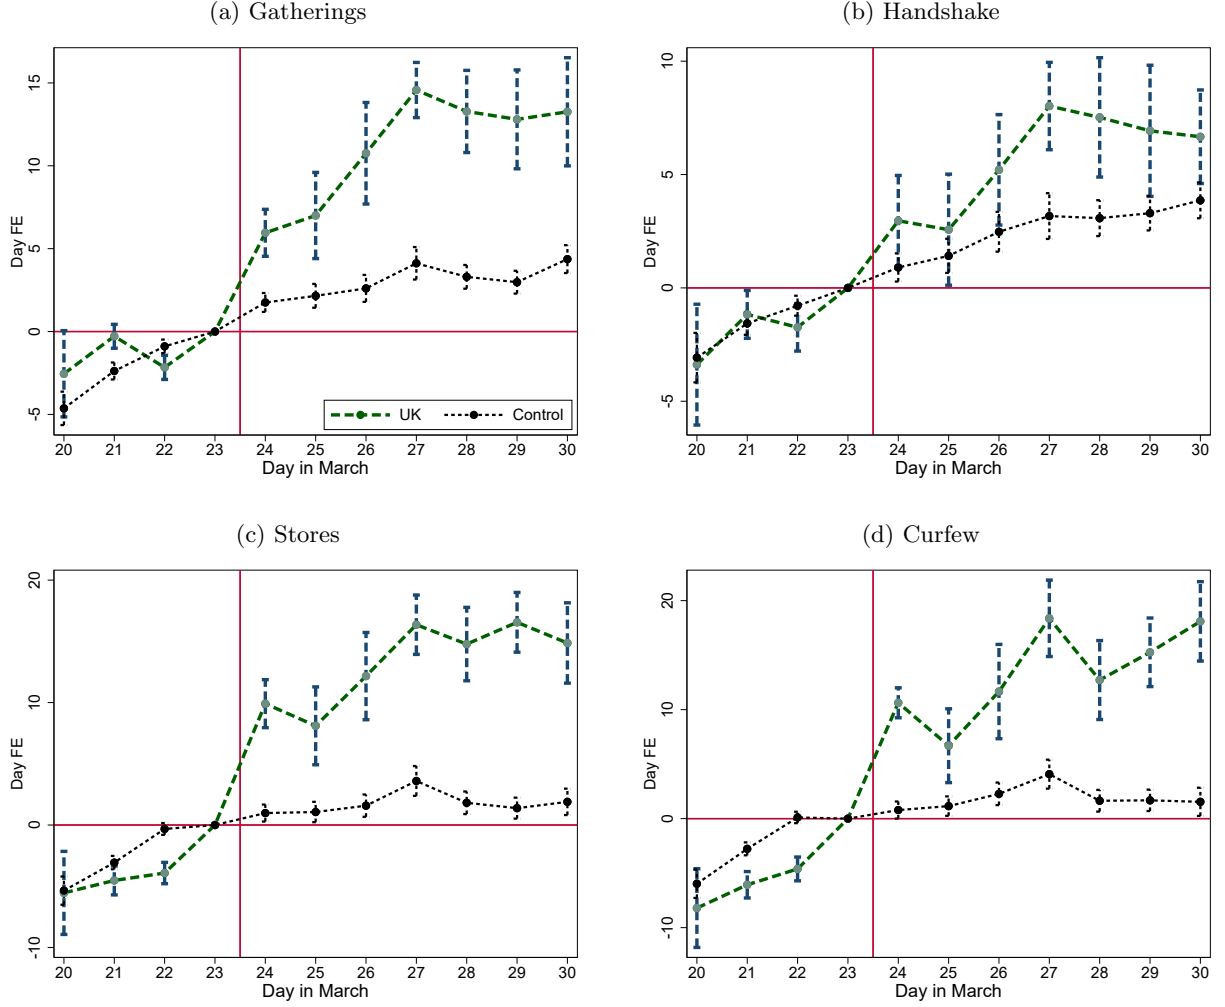 (a) Gatherings
Day FE
15
10
5
0
-5
20 21 22 23 24 25 26 27 28 29 30
Day in March
UK Control
(b) Handshake
Day FE
10
5
0
-5
20 21 22 23 24 25 26 27 28 29 30
Day in March
(c) Stores
Day FE
20
10
0
-10
20 21 22 23 24 25 26 27 28 29 30
Day in March
(d) Curfew
Day FE
20
10
0
-10
20 21 22 23 24 25 26 27 28 29 30
Day in March